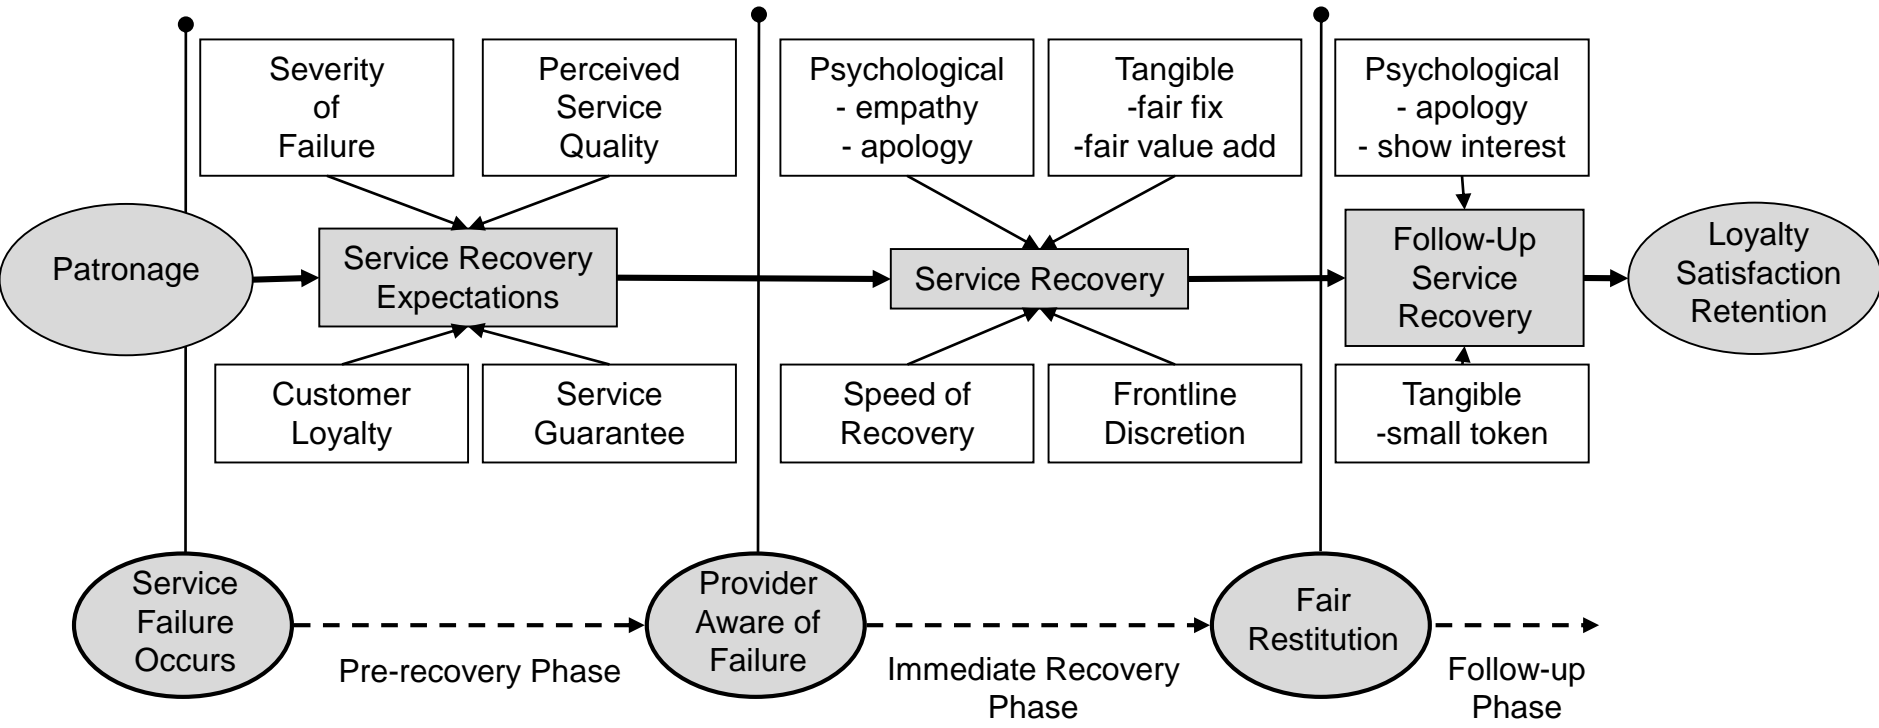 Severity
of
Failure
Perceived
Service
Quality
Psychological
- empathy
- apology
Tangible
-fair fix
-fair value add
Psychological
- apology
- show interest
Patronage
Service Recovery
Expectations
Service Recovery
Follow-Up
Service
Recovery
Loyalty
Satisfaction
Retention
Customer
Loyalty
Service
Guarantee
Speed of
Recovery
Frontline
Discretion
Tangible
-small token
Service
Failure
Occurs
Pre-recovery Phase
Provider
Aware of
Failure
Immediate Recovery
Phase
Fair
Restitution
Follow-up
Phase